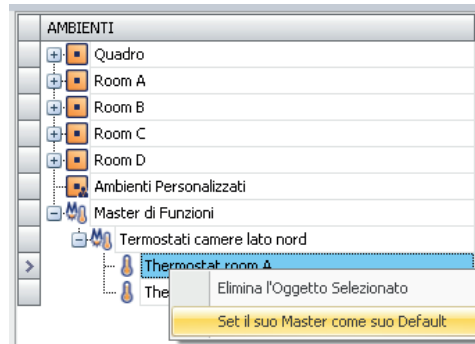 AMBIENTI
Quadro
Room A
Room B
Room C
Room D
Ambienti Personalizzati
Master di Funzioni
Termostati camere lato nord
Thermostat room A
The
Elimina l'Oggetto Selezionato
Set il suo Master come suo Default